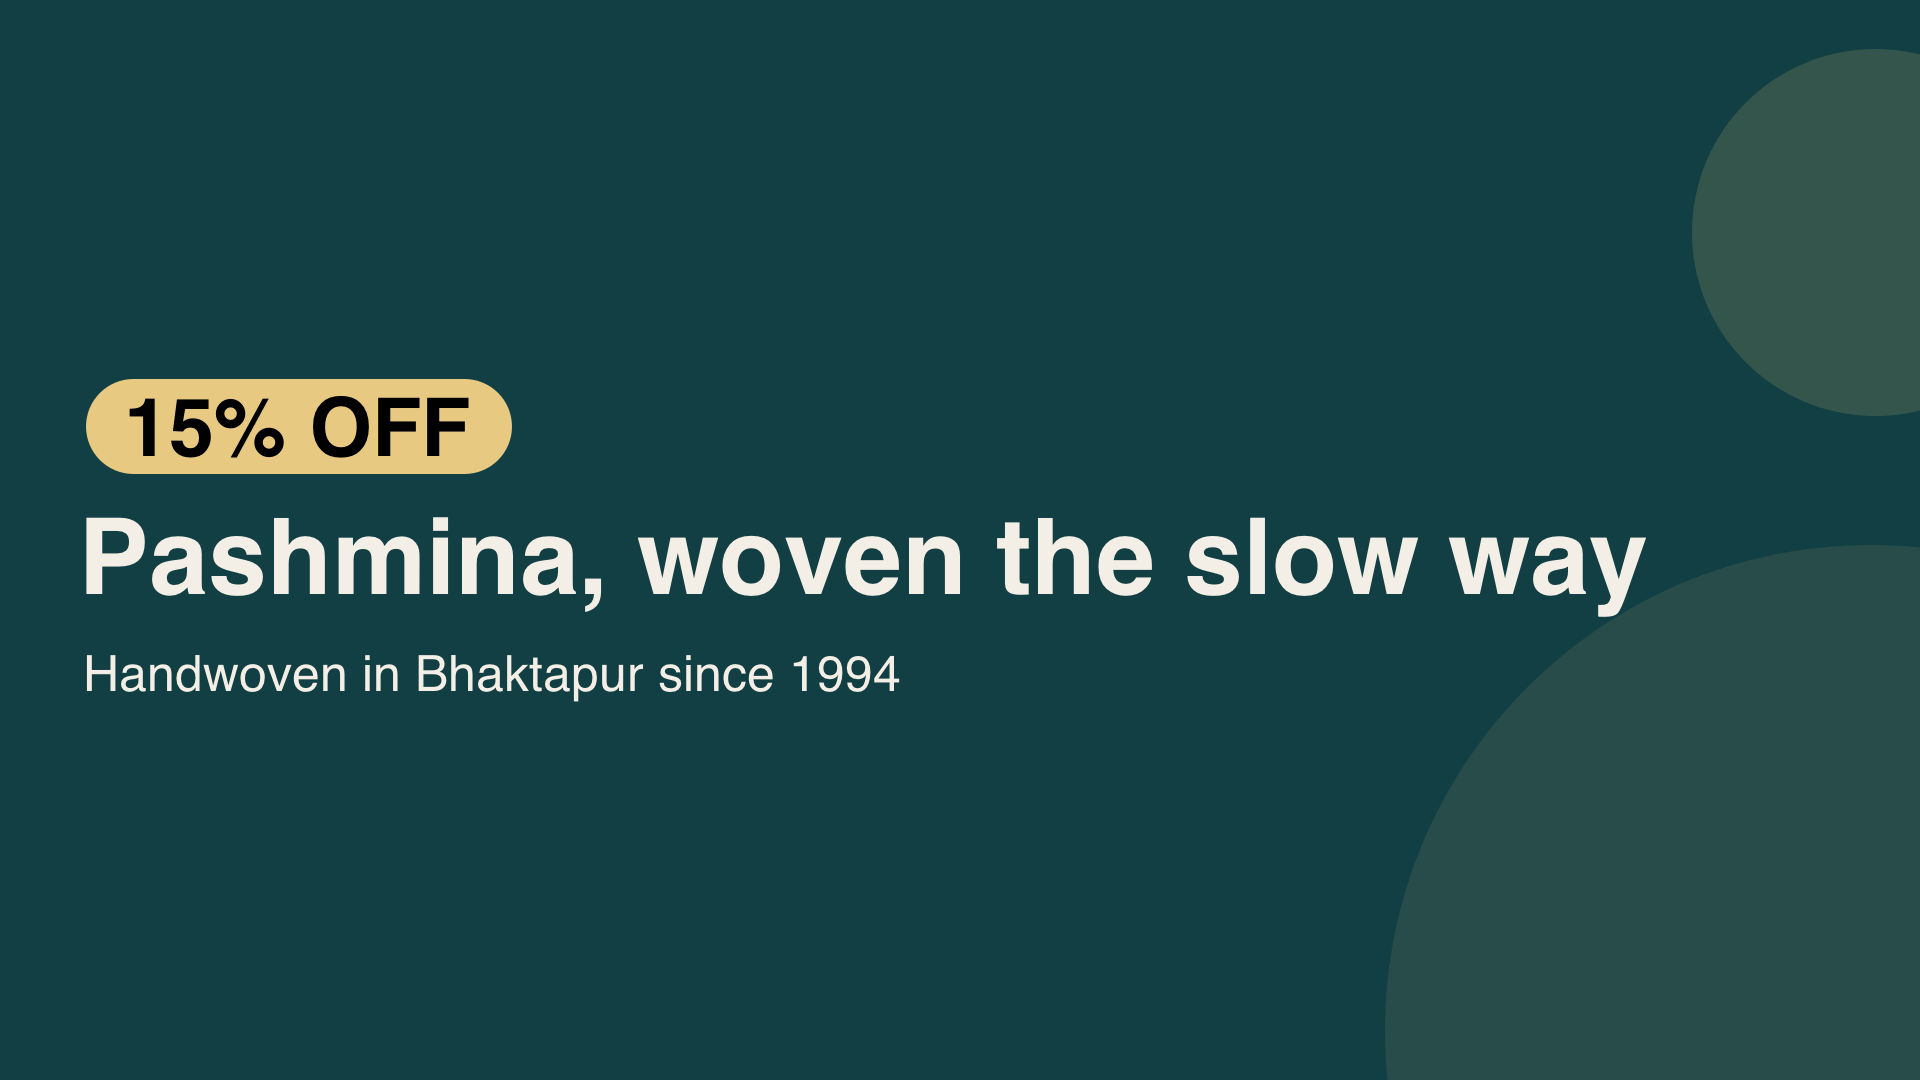 15% OFF
Pashmina, woven the slow way
Handwoven in Bhaktapur since 1994